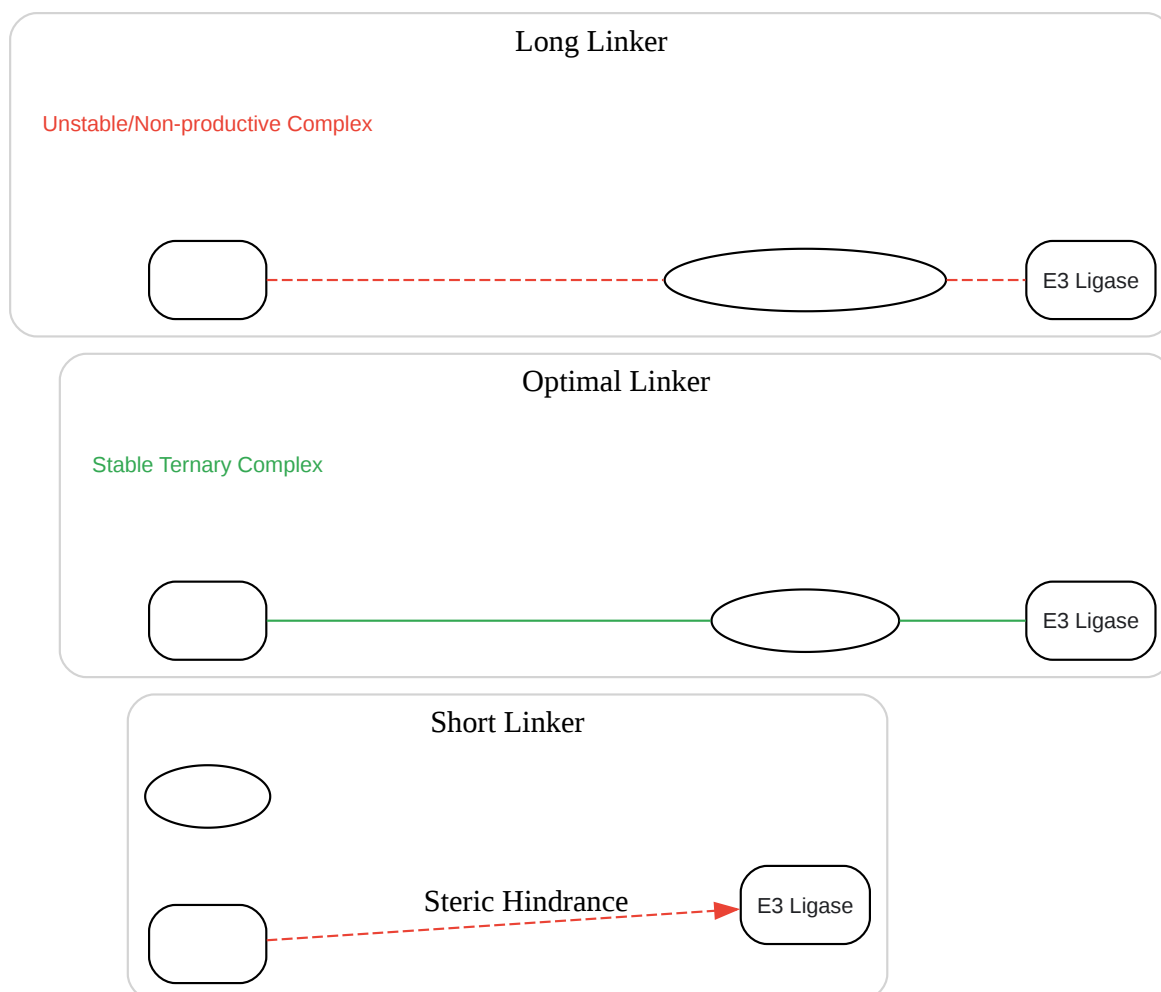 Long Linker
Unstable/Non-productive Complex
E3 Ligase
Optimal Linker
Stable Ternary Complex
E3 Ligase
Short Linker
Steric Hindrance
E3 Ligase